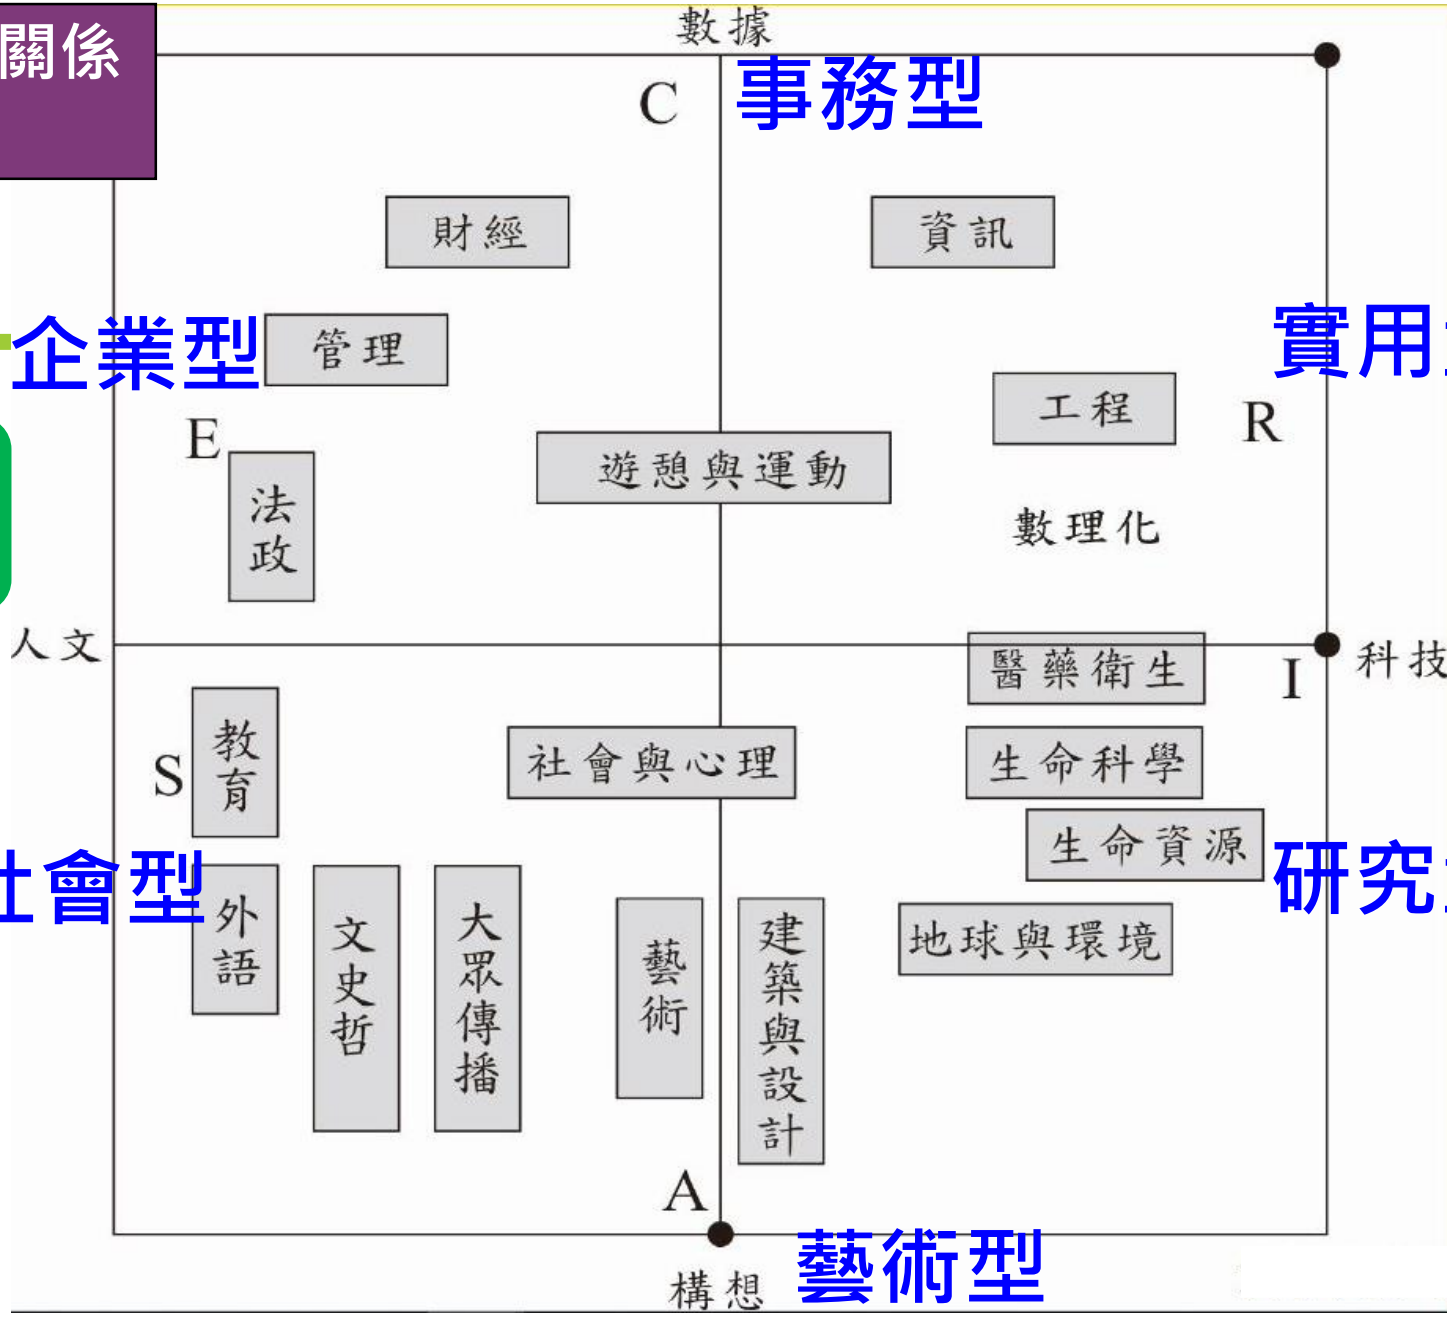 關係
數據
C
事務型
財經
資訊
企業型
管理
實用
工程
E
R
遊憩與運動
法政
數理化
人文
科技
醫藥衛生
I
教育
S
社會與心理
生命科學
生命資源
社會型
研究
外語
文史哲
大眾傳播
藝術
建築與設計
地球與環境
A
藝術型
構想